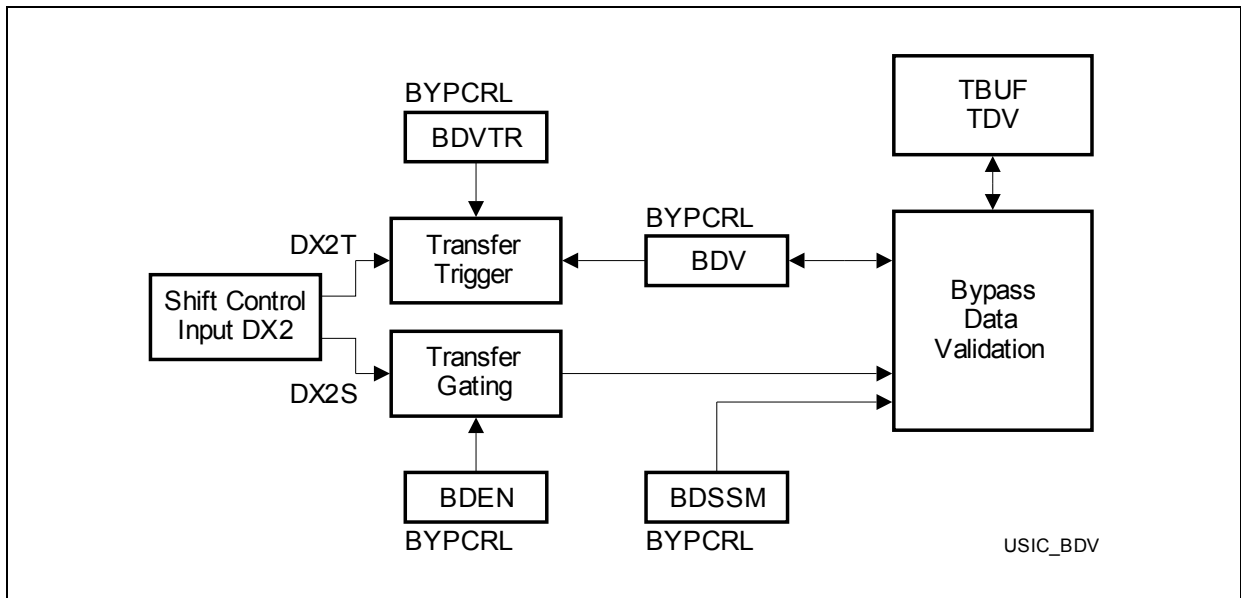 BYPCRL
BDVTR
TBUF
TDV
DX2T
Transfer
Trigger
BYPCRL
BDV
Shift Control
Input DX2
Bypass
Data
Validation
DX2S
Transfer
Gating
BDEN
BYPCRL
BDSSM
BYPCRL
USIC_BDV